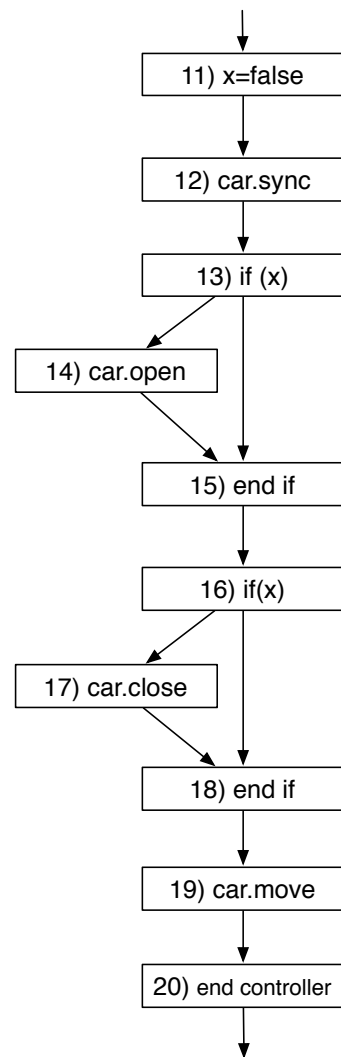 11) x=false
12) car.sync
13) if (x)
14) car.open
15) end if
16) if(x)
17) car.close
18) end if
19) car.move
20) end controller